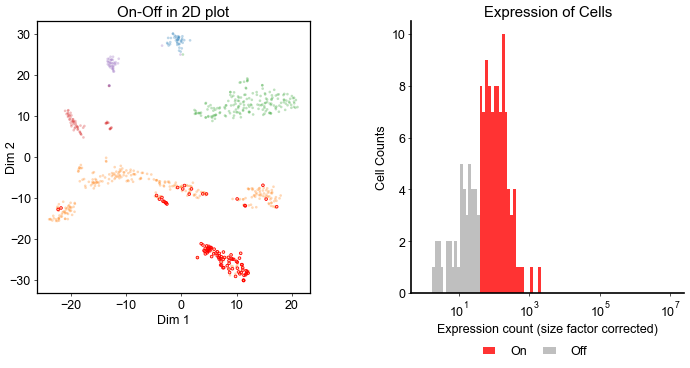 On-Off in 2D plot
30
20
10
0
−10
−20
−30
Dim 2
−20 −10 0 10 20
Dim 1
Expression of Cells
10
8
6
4
2
0
Cell Counts
10^1 10^3 10^5 10^7
Expression count (size factor corrected)
On Off